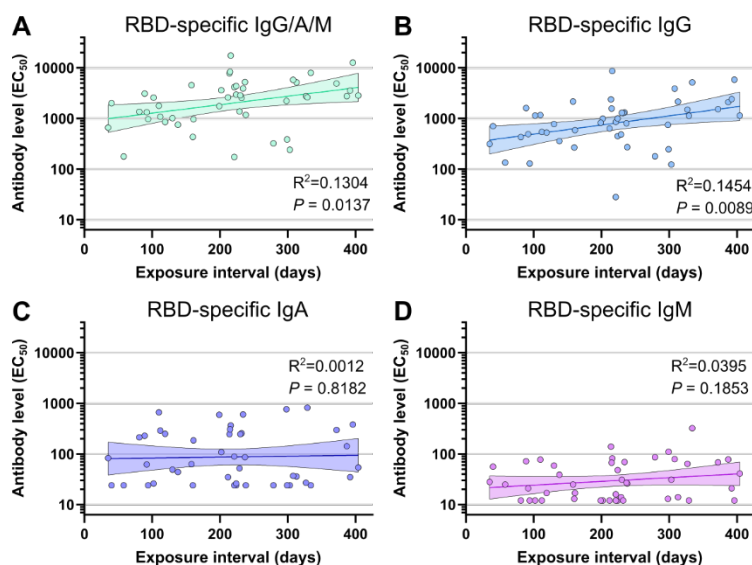 A RBD-specific IgG/A/M
Antibody level (EC50)
10000
1000
100
10
R2=0.1304
P = 0.0137
0 100 200 300 400
Exposure interval (days)
B RBD-specific IgG
Antibody level (EC50)
10000
1000
100
10
R2=0.1454
P = 0.0089
0 100 200 300 400
Exposure interval (days)
C RBD-specific IgA
Antibody level (EC50)
10000
1000
100
10
R2=0.0012
P = 0.8182
0 100 200 300 400
Exposure interval (days)
D RBD-specific IgM
Antibody level (EC50)
10000
1000
100
10
R2=0.0395
P = 0.1853
0 100 200 300 400
Exposure interval (days)